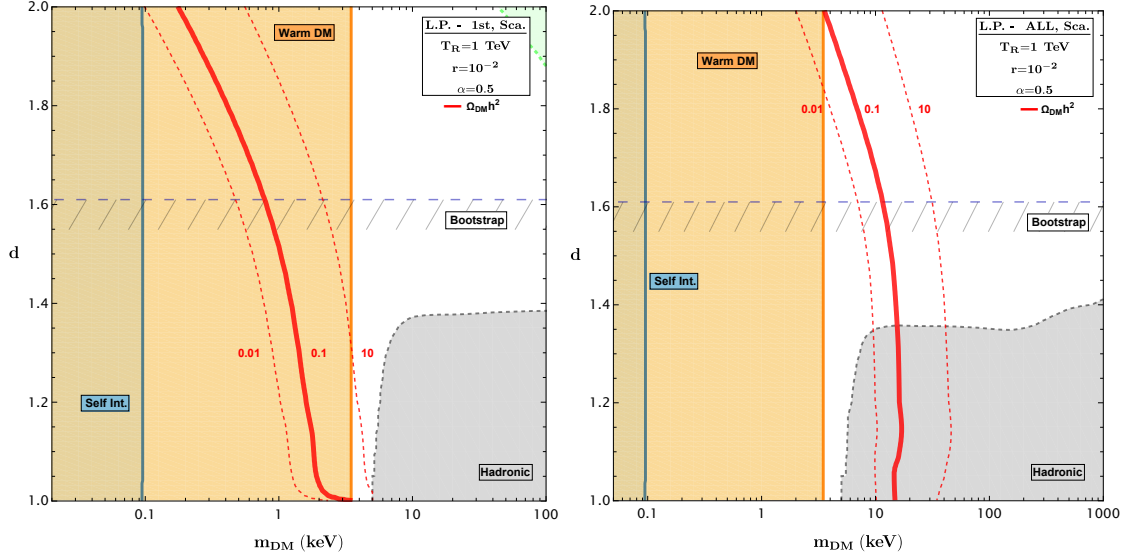 L.P. - 1st, Sca.
T_R=1 TeV
r=10^-2
α=0.5
Ω_DM h^2
Warm DM
Bootstrap
Self Int.
Hadronic
0.01
0.1
10
d
2.0
1.8
1.6
1.4
1.2
1.0
0.1
1
10
100
m_DM (keV)
L.P. - ALL, Sca.
T_R=1 TeV
r=10^-2
α=0.5
Ω_DM h^2
Warm DM
0.01
0.1
10
Bootstrap
Self Int.
Hadronic
d
2.0
1.8
1.6
1.4
1.2
1.0
0.1
1
10
100
1000
m_DM (keV)